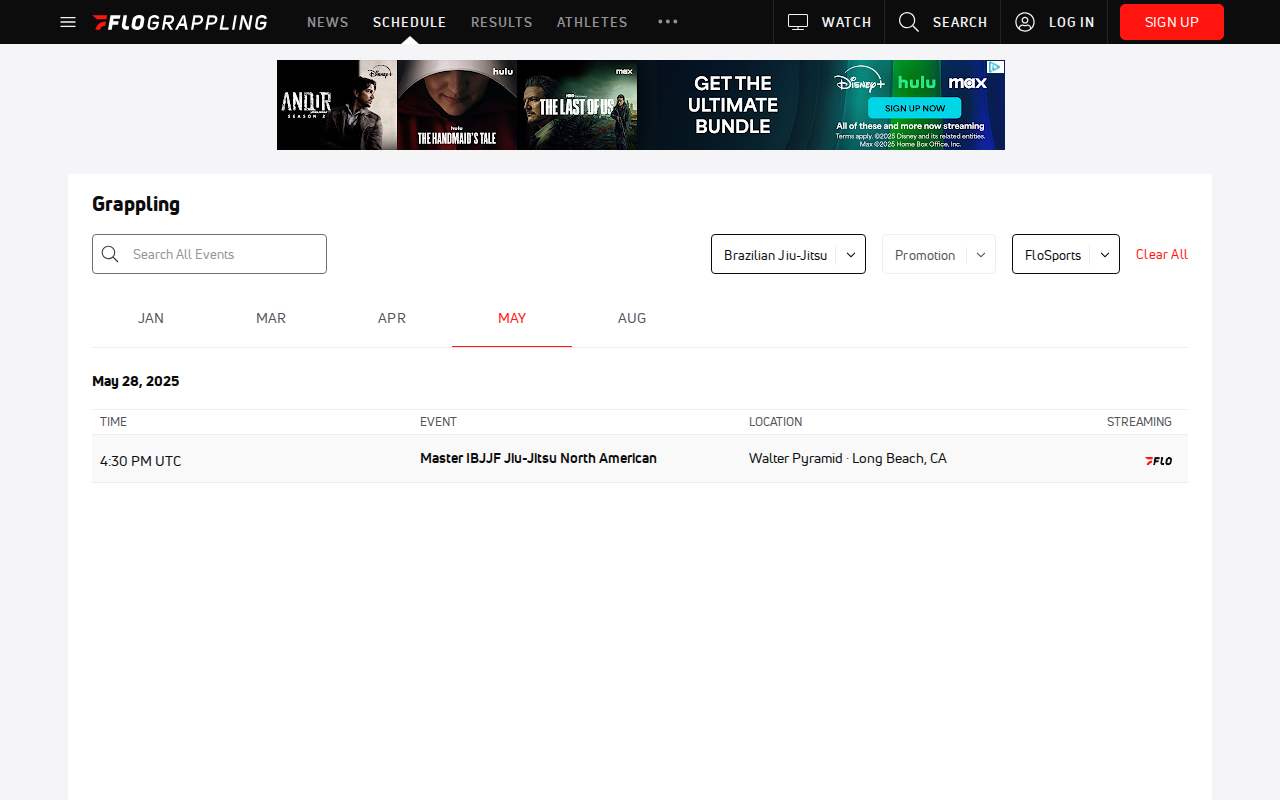 FLOGRAPPLING NEWS SCHEDULE RESULTS ATHLETES WATCH SEARCH LOG IN SIGN UP
ANDOR SEASON 2 Disney+
hulu hulu THE HANDMAID'S TALE
max THE LAST OF US
GET THE
ULTIMATE
BUNDLE
Disney+ hulu max
SIGN UP NOW
All of these and more now streaming
Terms apply. ©2025 Disney and its related entities.
Max ©2025 Home Box Office, Inc.
Grappling
Search All Events Brazilian Jiu-Jitsu Promotion FloSports Clear All
JAN MAR APR MAY AUG
May 28, 2025
TIME EVENT LOCATION STREAMING
4:30 PM UTC Master IBJJF Jiu-Jitsu North American Walter Pyramid · Long Beach, CA FLO